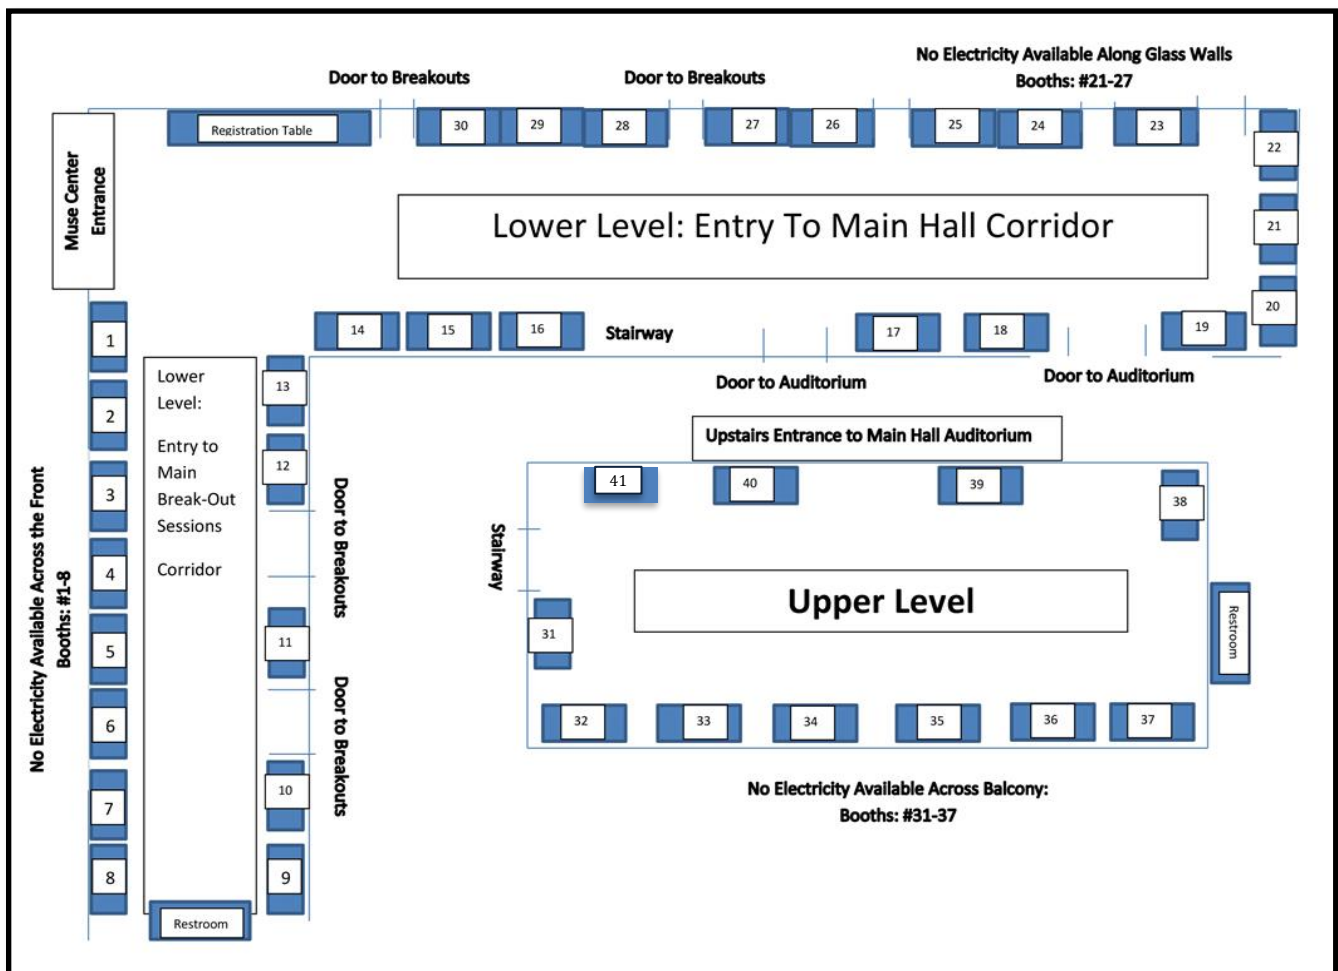 No Electricity Available Along Glass Walls
Booths: #21-27
Door to Breakouts
Door to Breakouts
Muse Center
Entrance
Registration Table
30
29
28
27
26
25
24
23
22
21
20
Lower Level: Entry To Main Hall Corridor
14
15
16
Stairway
17
18
19
Door to Auditorium
Door to Auditorium
No Electricity Available Across the Front
Booths: #1-8
1
2
3
4
5
6
7
8
Lower
Level:
Entry to
Main
Break-Out
Sessions
Corridor
Restroom
13
12
11
10
9
Door to Breakouts
Door to Breakouts
Upstairs Entrance to Main Hall Auditorium
41
40
39
38
Stairway
Upper Level
Restroom
31
32
33
34
35
36
37
No Electricity Available Across Balcony:
Booths: #31-37